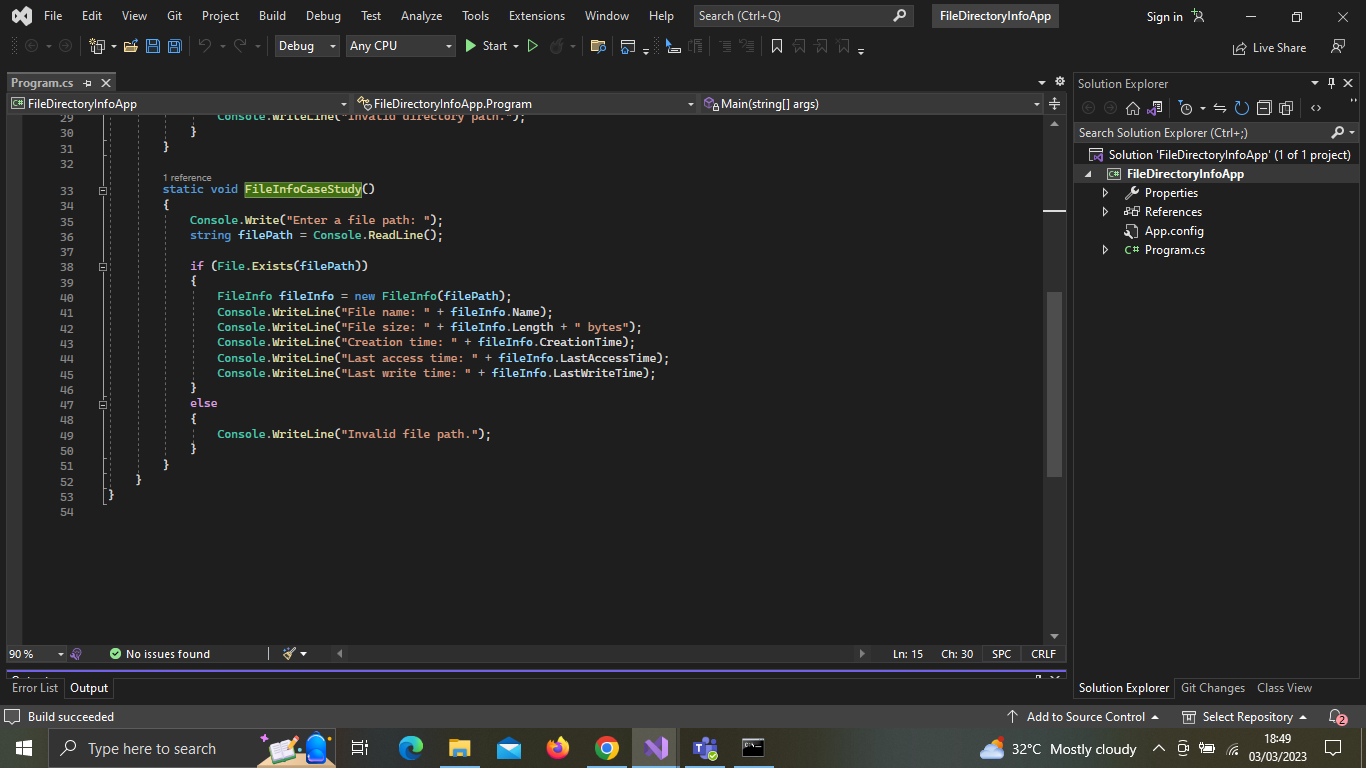 File Edit View Git Project Build Debug Test Analyze Tools Extensions Window Help Search (Ctrl+Q) FileDirectoryInfoApp Sign in
Debug Any CPU Start Live Share
Program.cs
FileDirectoryInfoApp FileDirectoryInfoApp.Program Main(string[] args)
29 Console.WriteLine("Invalid directory path.");
30 }
31 }
32
1 reference
33 static void FileInfoCaseStudy()
34 {
35 Console.Write("Enter a file path: ");
36 string filePath = Console.ReadLine();
37
38 if (File.Exists(filePath))
39 {
40 FileInfo fileInfo = new FileInfo(filePath);
41 Console.WriteLine("File name: " + fileInfo.Name);
42 Console.WriteLine("File size: " + fileInfo.Length + " bytes");
43 Console.WriteLine("Creation time: " + fileInfo.CreationTime);
44 Console.WriteLine("Last access time: " + fileInfo.LastAccessTime);
45 Console.WriteLine("Last write time: " + fileInfo.LastWriteTime);
46 }
47 else
48 {
49 Console.WriteLine("Invalid file path.");
50 }
51 }
52 }
53 }
54
90 % No issues found Ln: 15 Ch: 30 SPC CRLF
Error List Output
Solution Explorer
Search Solution Explorer (Ctrl+;)
Solution 'FileDirectoryInfoApp' (1 of 1 project)
C# FileDirectoryInfoApp
Properties
References
App.config
C# Program.cs
Solution Explorer Git Changes Class View
Build succeeded Add to Source Control Select Repository 2
Type here to search 32°C Mostly cloudy 18:49
03/03/2023